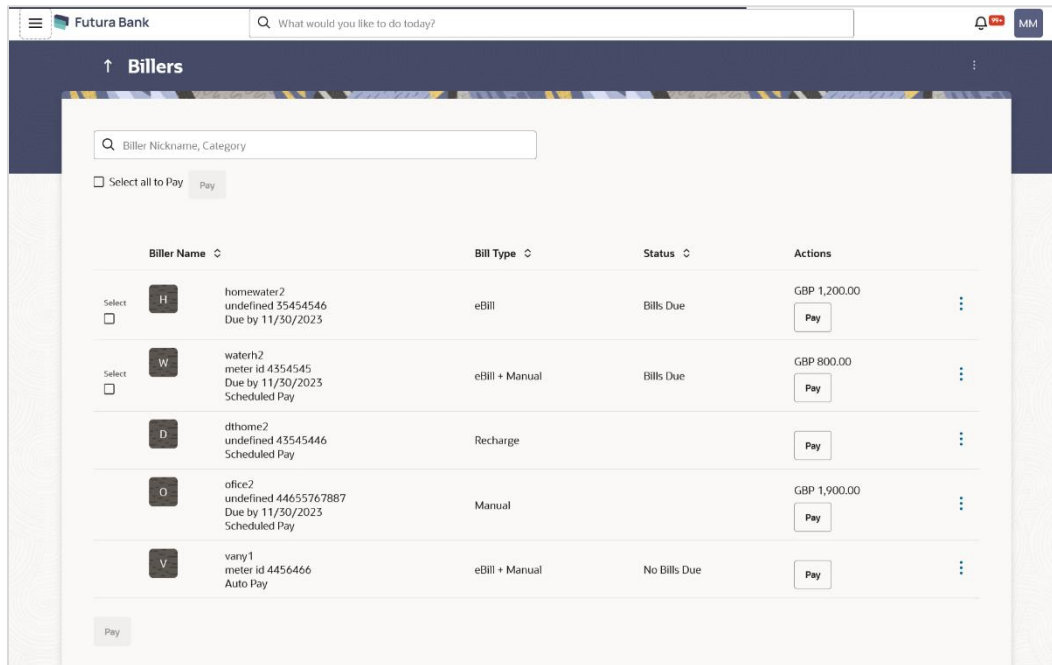 Futura Bank
What would you like to do today?
99+
MM
↑ Billers
Biller Nickname, Category
Select all to Pay
Pay
Biller Name
Bill Type
Status
Actions
Select
H
homewater2
undefined 35454546
Due by 11/30/2023
eBill
Bills Due
GBP 1,200.00
Pay
Select
W
waterh2
meter id 4354545
Due by 11/30/2023
Scheduled Pay
eBill + Manual
Bills Due
GBP 800.00
Pay
D
dthome2
undefined 43545446
Scheduled Pay
Recharge
Pay
O
ofice2
undefined 44655767887
Due by 11/30/2023
Scheduled Pay
Manual
GBP 1,900.00
Pay
V
vany1
meter id 4456466
Auto Pay
eBill + Manual
No Bills Due
Pay
Pay